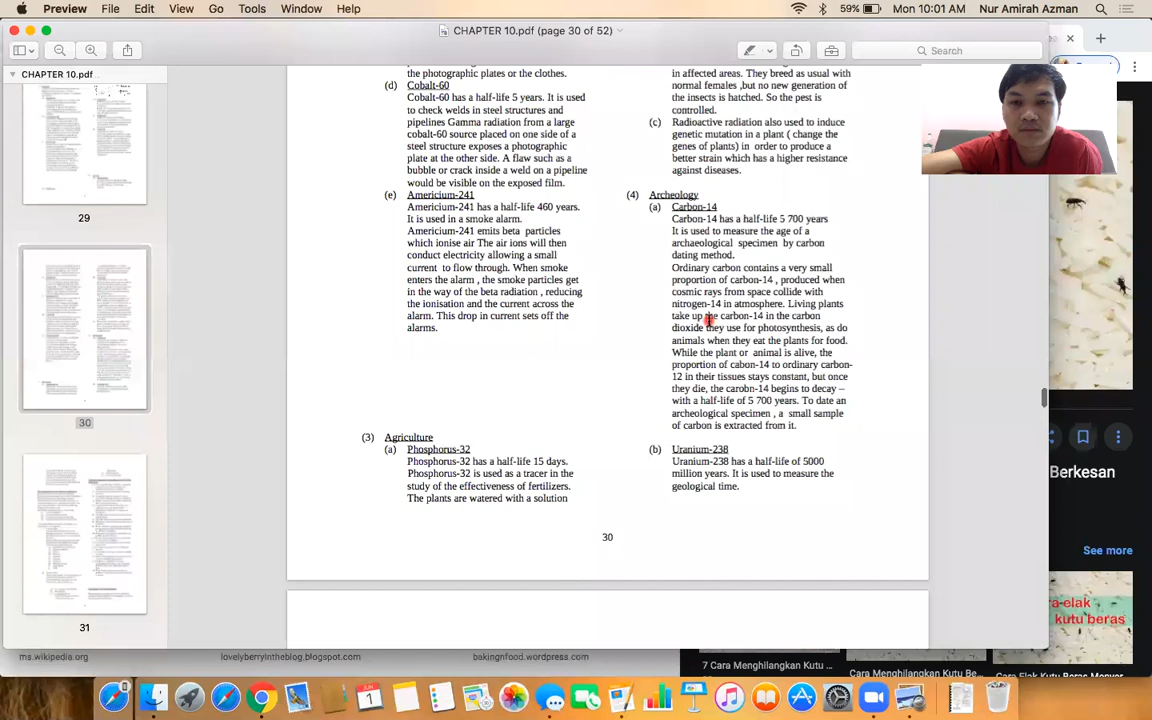 Preview File Edit View Go Tools Window Help
59% Mon 10:01 AM Nur Amirah Azman
CHAPTER 10.pdf (page 30 of 52)
Search
CHAPTER 10.pdf
29
30
31
the photographic plates or the clothes.
(d) Cobalt-60
Cobalt-60 has a half-life 5 years. It is used
to check welds in steel structures and
pipelines Gamma radiation from a large
cobalt-60 source placed on one side of a
steel structure exposes a photographic
plate at the other side. A flaw such as a
bubble or crack inside a weld on a pipeline
would be visible on the exposed film.
(e) Americium-241
Americium-241 has a half-life 460 years.
It is used in a smoke alarm.
Americium-241 emits beta particles
which ionise air The air ions will then
conduct electricity allowing a small
current to flow through. When smoke
enters the alarm , the smoke particles get
in the way of the beta radiation , reducing
the ionisation and the current across the
alarm. This drop in current sets off the
alarms.
(3) Agriculture
(a) Phosphorus-32
Phosphorus-32 has a half-life 15 days.
Phosphorus-32 is used as a tracer in the
study of the effectiveness of fertilizers.
The plants are watered with a solution
in affected areas. They breed as usual with
normal females ,but no new generation of
the insects is hatched. So the pest is
controlled.
(c) Radioactive radiation also used to induce
genetic mutation in a plant ( change the
genes of plants) in order to produce a
better strain which has a higher resistance
against diseases.
(4) Archeology
(a) Carbon-14
Carbon-14 has a half-life 5 700 years
It is used to measure the age of a
archaeological specimen by carbon
dating method.
Ordinary carbon contains a very small
proportion of carbon-14 , produced when
cosmic rays from space collide with
nitrogen-14 in atmosphere. Living plants
take up the carbon-14 in the carbon
dioxide they use for photosynthesis, as do
animals when they eat the plants for food.
While the plant or animal is alive, the
proportion of cabon-14 to ordinary carbon-
12 in their tissues stays constant, but once
they die, the carobn-14 begins to decay –
with a half-life of 5 700 years. To date an
archeological specimen , a small sample
of carbon is extracted from it.
(b) Uranium-238
Uranium-238 has a half-life of 5000
million years. It is used to measure the
geological time.
30
Berkesan
See more
a-elak
kutu beras
ms.wikipedia.org lovelyberryintheblog.blogspot.com bakingnfood.wordpress.com
7 Cara Menghilangkan Kutu ...
JUN
1